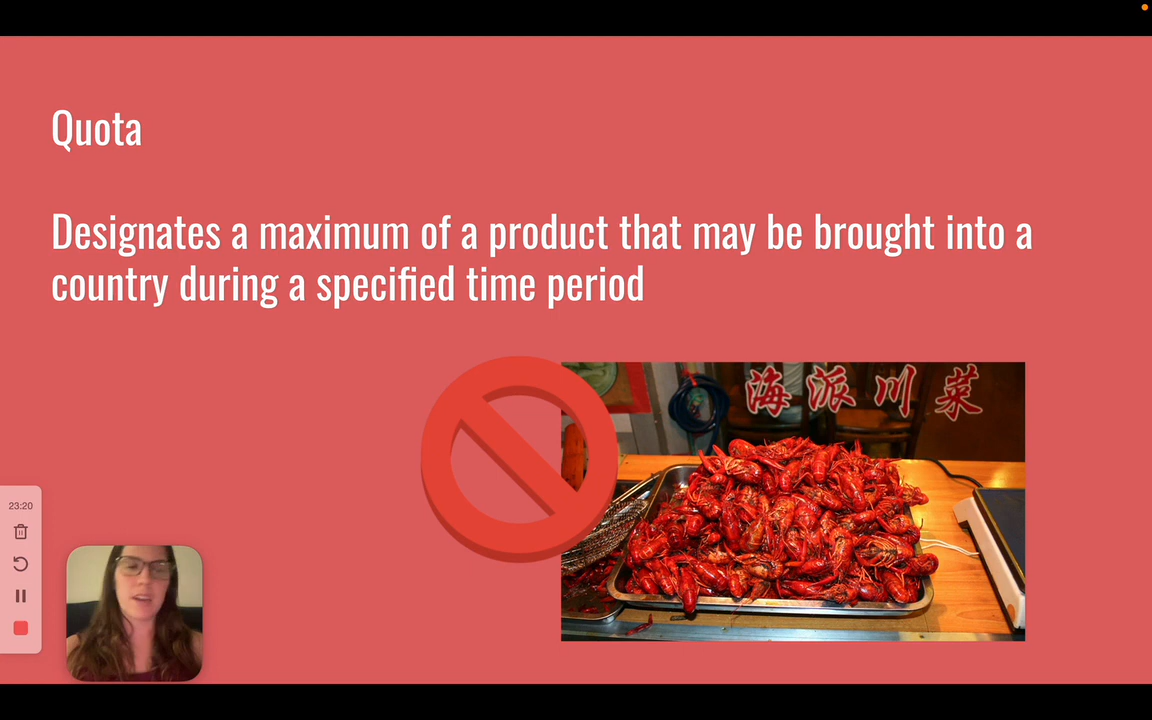 Quota
Designates a maximum of a product that may be brought into a
country during a specified time period
海派川菜
23:20